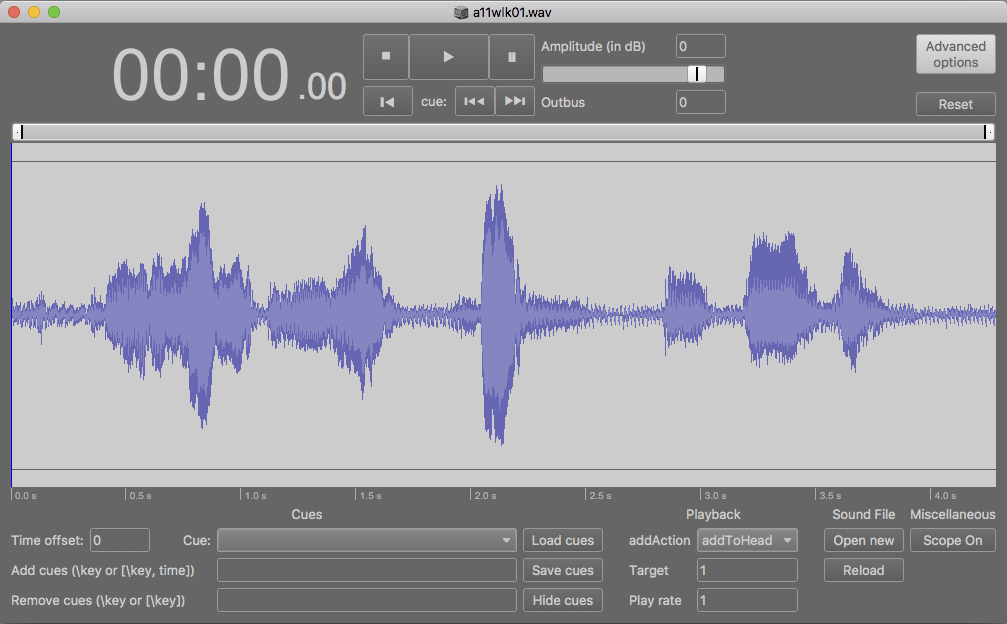 a11wlk01.wav
00:00.00
Amplitude (in dB) 0
Advanced options
cue:
Outbus 0
Reset
0.0 s 0.5 s 1.0 s 1.5 s 2.0 s 2.5 s 3.0 s 3.5 s 4.0 s
Cues Playback Sound File Miscellaneous
Time offset: 0 Cue: Load cues addAction addToHead Open new Scope On
Add cues (\key or [\key, time]) Save cues Target 1 Reload
Remove cues (\key or [\key]) Hide cues Play rate 1